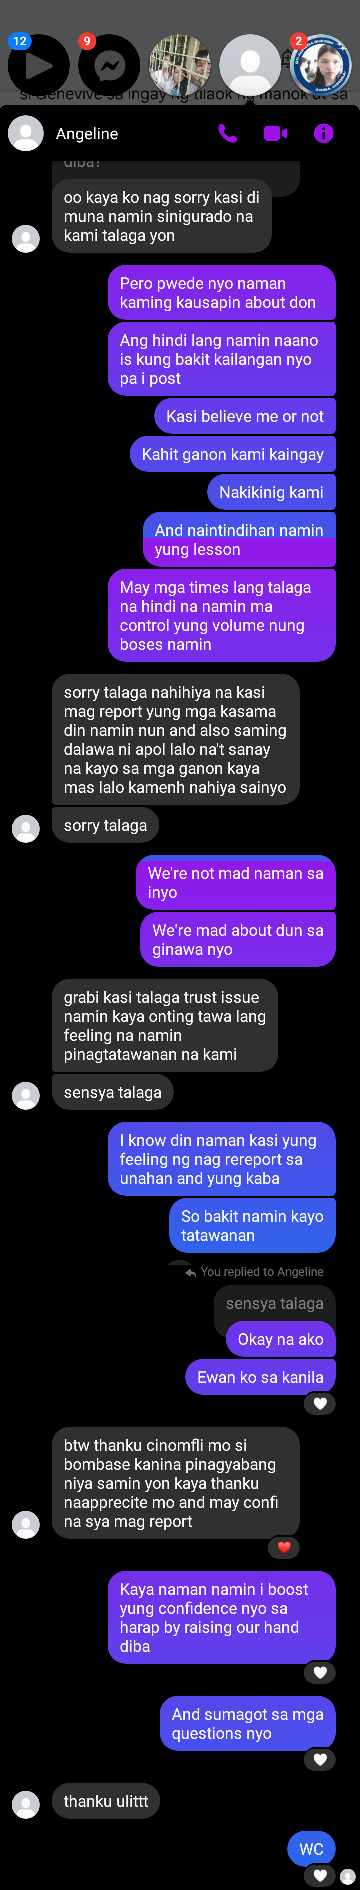 12
9
2
si Genevive sa ingay ng tilaok ng manok at sa
Angeline
diba?
oo kaya ko nag sorry kasi di
muna namin sinigurado na
kami talaga yon
Pero pwede nyo naman
kaming kausapin about don
Ang hindi lang namin naano
is kung bakit kailangan nyo
pa i post
Kasi believe me or not
Kahit ganon kami kaingay
Nakikinig kami
And naintindihan namin
yung lesson
May mga times lang talaga
na hindi na namin ma
control yung volume nung
boses namin
sorry talaga nahihiya na kasi
mag report yung mga kasama
din namin nun and also saming
dalawa ni apol lalo na't sanay
na kayo sa mga ganon kaya
mas lalo kamenh nahiya sainyo
sorry talaga
We're not mad naman sa
inyo
We're mad about dun sa
ginawa nyo
grabi kasi talaga trust issue
namin kaya onting tawa lang
feeling na namin
pinagtatawanan na kami
sensya talaga
I know din naman kasi yung
feeling ng nag rereport sa
unahan and yung kaba
So bakit namin kayo
tatawanan
You replied to Angeline
sensya talaga
Okay na ako
Ewan ko sa kanila
btw thanku cinomfli mo si
bombase kanina pinagyabang
niya samin yon kaya thanku
naapprecite mo and may confi
na sya mag report
Kaya naman namin i boost
yung confidence nyo sa
harap by raising our hand
diba
And sumagot sa mga
questions nyo
thanku ulittt
WC